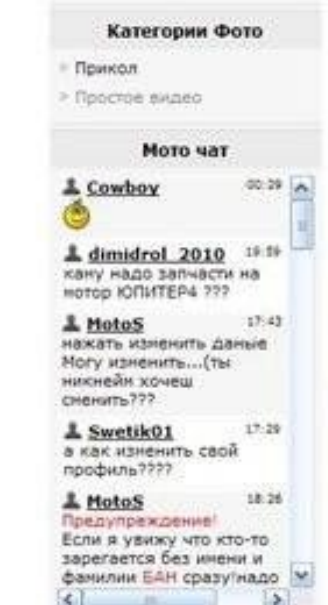 Категории Фото
» Прикол
» Простое видео
Мото чат
Cowboy 00:29
dimidrol_2010 19:59
кану надо запчасти на
мотор ЮПИТЕР4 ???
MotoS 17:43
нажать изменить даные
Могу изменить...(ты
никнейм хочеш
сменить???
Swetik01 17:29
а как изменить свой
профиль????
MotoS 18:26
Предупреждение!
Если я увижу что кто-то
зарегается без имени и
фамилии БАН сразу!надо